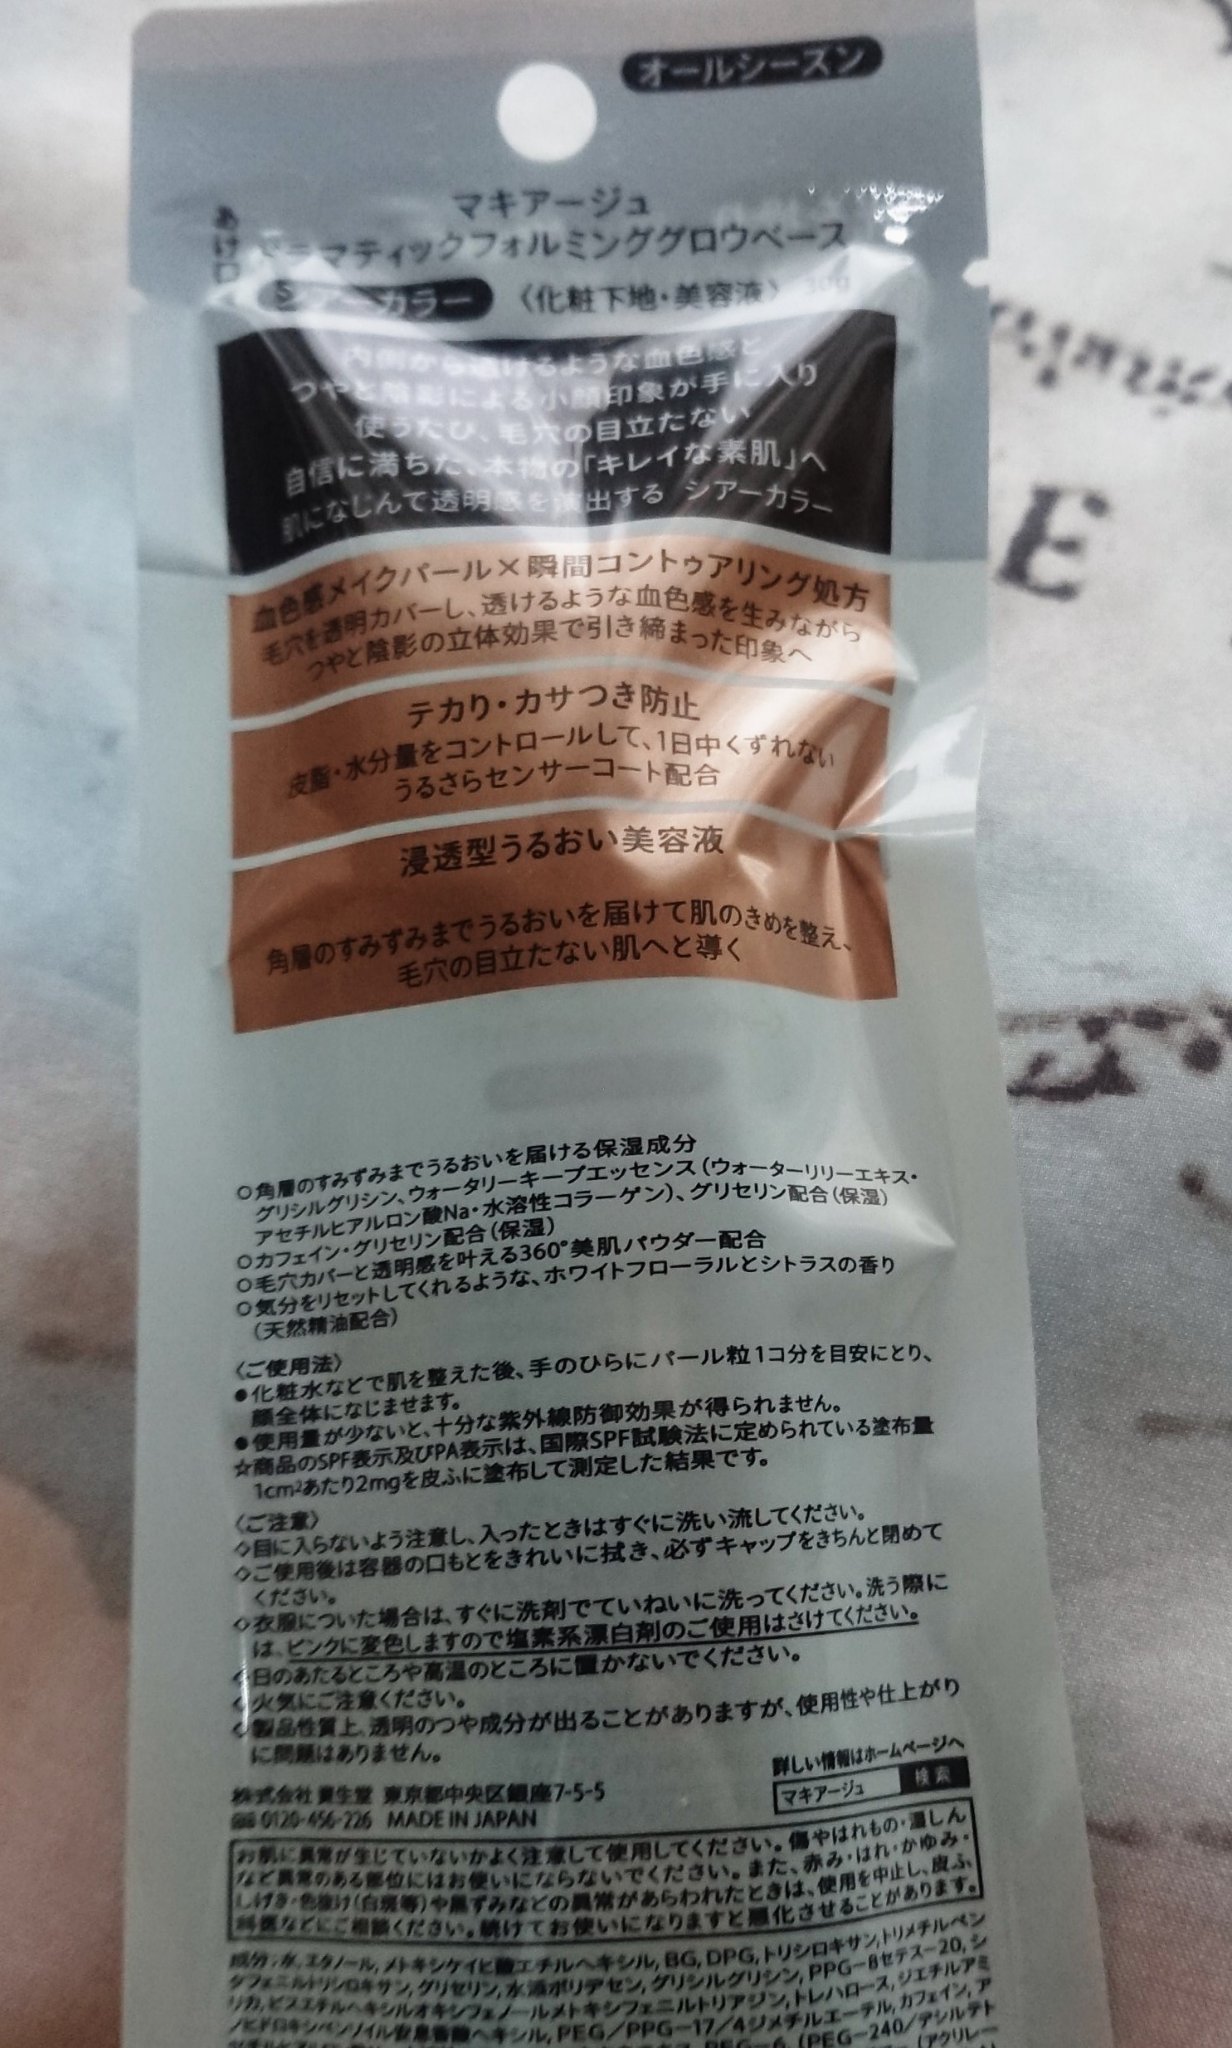 オールシーズン
あけ口
マキアージュ
ドラマティックフォルミンググロウベース
シアーカラー 〈化粧下地・美容液〉 30g
内側から透けるような血色感と
つやと陰影による小顔印象が手に入り
使うたび、毛穴の目立たない
自信に満ちた、本物の「キレイな素肌」へ
肌になじんで透明感を演出する シアーカラー
血色感メイクパール×瞬間コントゥアリング処方
毛穴を透明カバーし、透けるような血色感を生みながら
つやと陰影の立体効果で引き締まった印象へ
テカり・カサつき防止
皮脂・水分量をコントロールして、1日中くずれない
うるさらセンサーコート配合
浸透型うるおい美容液
角層のすみずみまでうるおいを届けて肌のきめを整え、
毛穴の目立たない肌へと導く
○角層のすみずみまでうるおいを届ける保湿成分
グリシルグリシン、ウォータリーキープエッセンス(ウォーターリリーエキス・
アセチルヒアルロン酸Na・水溶性コラーゲン)、グリセリン配合(保湿)
○カフェイン・グリセリン配合(保湿)
○毛穴カバーと透明感を叶える360°美肌パウダー配合
○気分をリセットしてくれるような、ホワイトフローラルとシトラスの香り
(天然精油配合)
〈ご使用法〉
●化粧水などで肌を整えた後、手のひらにパール粒1コ分を目安にとり、
顔全体になじませます。
●使用量が少ないと、十分な紫外線防御効果が得られません。
☆商品のSPF表示及びPA表示は、国際SPF試験法に定められている塗布量
1cm²あたり2mgを皮ふに塗布して測定した結果です。
〈ご注意〉
◇目に入らないよう注意し、入ったときはすぐに洗い流してください。
◇ご使用後は容器の口もとをきれいに拭き、必ずキャップをきちんと閉めて
ください。
◇衣服についた場合は、すぐに洗剤でていねいに洗ってください。洗う際に
は、ピンクに変色しますので塩素系漂白剤のご使用はさけてください。
◇日のあたるところや高温のところに置かないでください。
◇火気にご注意ください。
◇製品性質上、透明のつや成分が出ることがありますが、使用性や仕上がり
に問題はありません。
詳しい情報はホームページへ
マキアージュ 検索
株式会社 資生堂 東京都中央区銀座7-5-5
0120-456-226 MADE IN JAPAN
お肌に異常が生じていないかよく注意して使用してください。傷やはれもの・湿しん
など異常のある部位にはお使いにならないでください。また、赤み・はれ・かゆみ・
しげき・色抜け(白斑等)や黒ずみなどの異常があらわれたときは、使用を中止し、皮ふ
科医などにご相談ください。続けてお使いになりますと悪化させることがあります。
成分:水,エタノール,メトキシケイヒ酸エチルヘキシル,BG,DPG,トリシロキサン,トリメチルペン
タフェニルトリシロキサン,グリセリン,水添ポリデセン,グリシルグリシン,PPG-8セテス-20,シ
リカ,ビスエチルヘキシルオキシフェノールメトキシフェニルトリアジン,トレハロース,ジエチルアミ
ノヒドロキシベンゾイル安息香酸ヘキシル,PEG/PPG-17/4ジメチルエーテル,カフェイン,ア
PEG-6,(PEG-240/デシルテト
(アクリレー